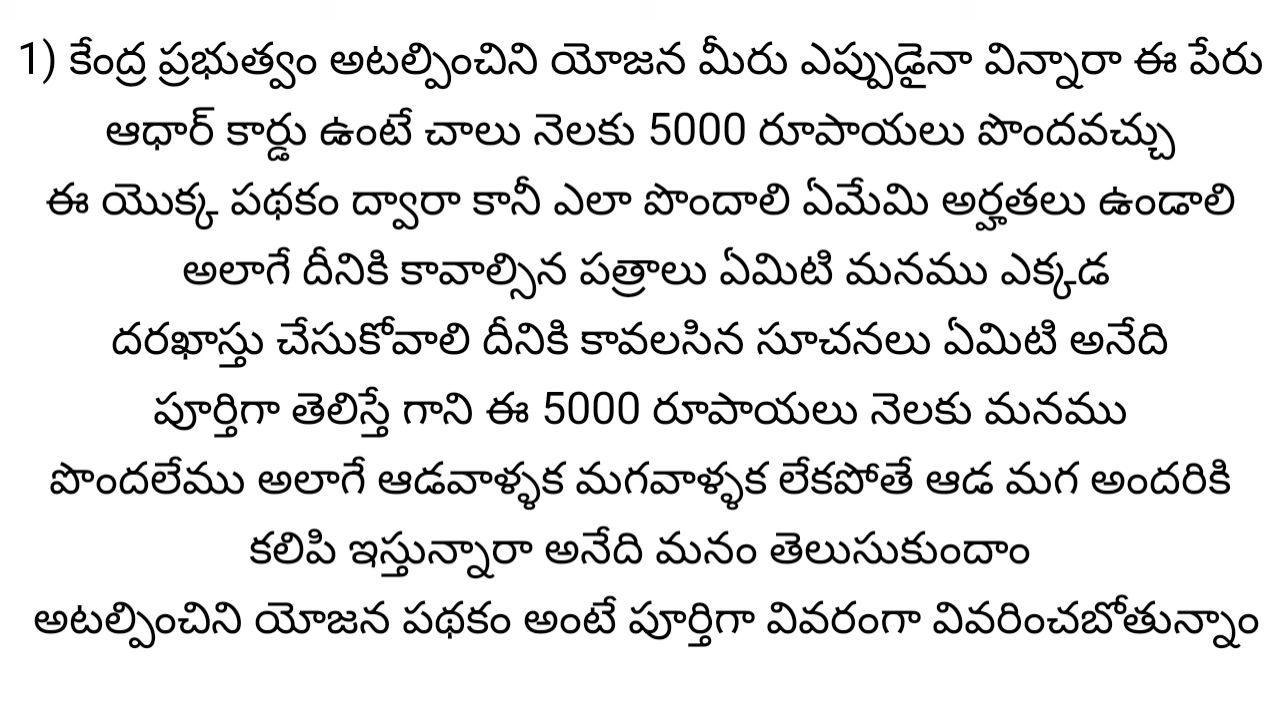 1) కేంద్ర ప్రభుత్వం అటల్పించిని యోజన మీరు ఎప్పుడైనా విన్నారా ఈ పేరు
ఆధార్ కార్డు ఉంటే చాలు నెలకు 5000 రూపాయలు పొందవచ్చు
ఈ యొక్క పథకం ద్వారా కానీ ఎలా పొందాలి ఏమేమి అర్హతలు ఉండాలి
అలాగే దీనికి కావాల్సిన పత్రాలు ఏమిటి మనము ఎక్కడ
దరఖాస్తు చేసుకోవాలి దీనికి కావలసిన సూచనలు ఏమిటి అనేది
పూర్తిగా తెలిస్తే గాని ఈ 5000 రూపాయలు నెలకు మనము
పొందలేము అలాగే ఆడవాళ్ళక మగవాళ్ళక లేకపోతే ఆడ మగ అందరికి
కలిపి ఇస్తున్నారా అనేది మనం తెలుసుకుందాం
అటల్పించిని యోజన పథకం అంటే పూర్తిగా వివరంగా వివరించబోతున్నాం